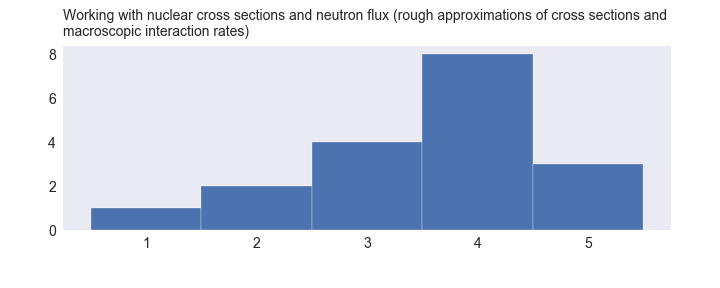 Working with nuclear cross sections and neutron flux (rough approximations of cross sections and
macroscopic interaction rates)
8
6
4
2
0
1 2 3 4 5